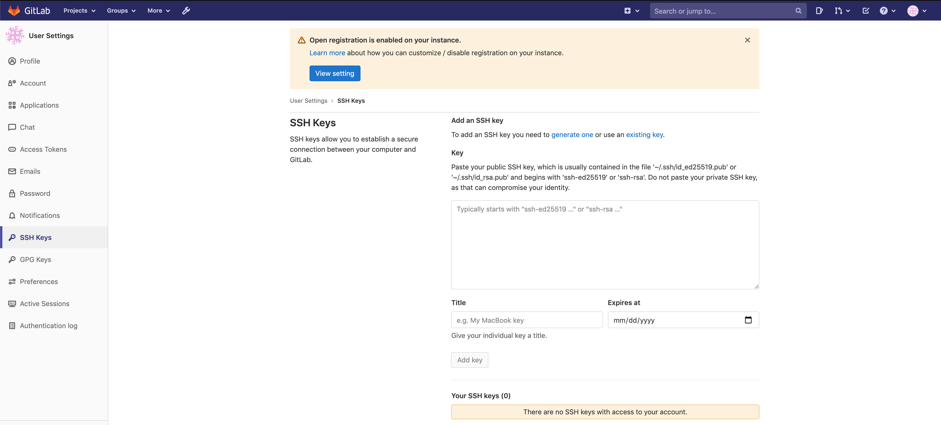 GitLab Projects Groups More Search or jump to...
User Settings
Profile
Account
Applications
Chat
Access Tokens
Emails
Password
Notifications
SSH Keys
GPG Keys
Preferences
Active Sessions
Authentication log
Open registration is enabled on your instance.
Learn more about how you can customize / disable registration on your instance.
View setting
User Settings › SSH Keys
SSH Keys
SSH keys allow you to establish a secure
connection between your computer and
GitLab.
Add an SSH key
To add an SSH key you need to generate one or use an existing key.
Key
Paste your public SSH key, which is usually contained in the file '~/.ssh/id_ed25519.pub' or
'~/.ssh/id_rsa.pub' and begins with 'ssh-ed25519' or 'ssh-rsa'. Do not paste your private SSH key,
as that can compromise your identity.
Typically starts with "ssh-ed25519 ..." or "ssh-rsa ..."
Title Expires at
e.g. My MacBook key mm/dd/yyyy
Give your individual key a title.
Add key
Your SSH keys (0)
There are no SSH keys with access to your account.